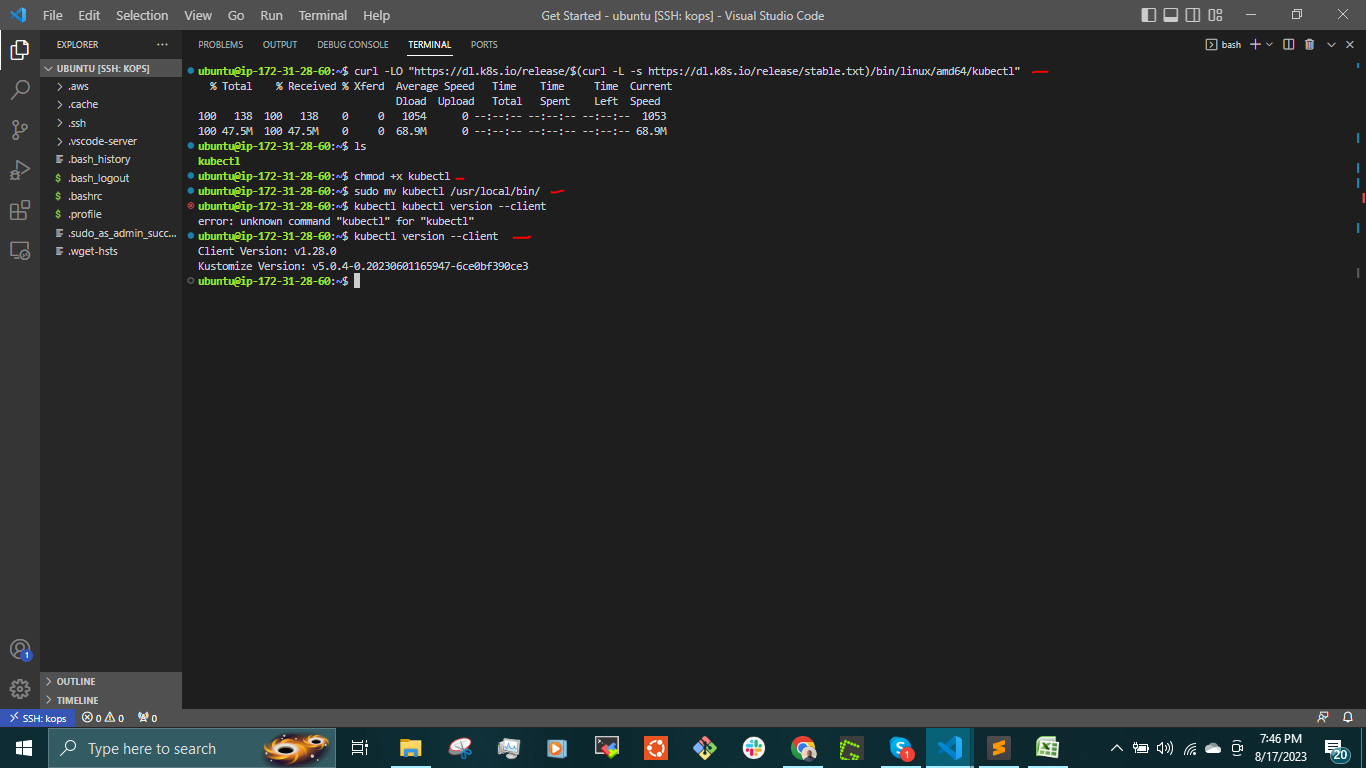 File Edit Selection View Go Run Terminal Help Get Started - ubuntu [SSH: kops] - Visual Studio Code
EXPLORER ···
UBUNTU [SSH: KOPS]
.aws
.cache
.ssh
.vscode-server
.bash_history
.bash_logout
.bashrc
.profile
.sudo_as_admin_succ...
.wget-hsts
OUTLINE
TIMELINE
PROBLEMS OUTPUT DEBUG CONSOLE TERMINAL PORTS bash
ubuntu@ip-172-31-28-60:~$ curl -LO "https://dl.k8s.io/release/$(curl -L -s https://dl.k8s.io/release/stable.txt)/bin/linux/amd64/kubectl"
% Total % Received % Xferd Average Speed Time Time Time Current
Dload Upload Total Spent Left Speed
100 138 100 138 0 0 1054 0 --:--:-- --:--:-- --:--:-- 1053
100 47.5M 100 47.5M 0 0 68.9M 0 --:--:-- --:--:-- --:--:-- 68.9M
ubuntu@ip-172-31-28-60:~$ ls
kubectl
ubuntu@ip-172-31-28-60:~$ chmod +x kubectl
ubuntu@ip-172-31-28-60:~$ sudo mv kubectl /usr/local/bin/
ubuntu@ip-172-31-28-60:~$ kubectl kubectl version --client
error: unknown command "kubectl" for "kubectl"
ubuntu@ip-172-31-28-60:~$ kubectl version --client
Client Version: v1.28.0
Kustomize Version: v5.0.4-0.20230601165947-6ce0bf390ce3
ubuntu@ip-172-31-28-60:~$
1
SSH: kops 0 0 0
Type here to search
1
7:46 PM
8/17/2023
20